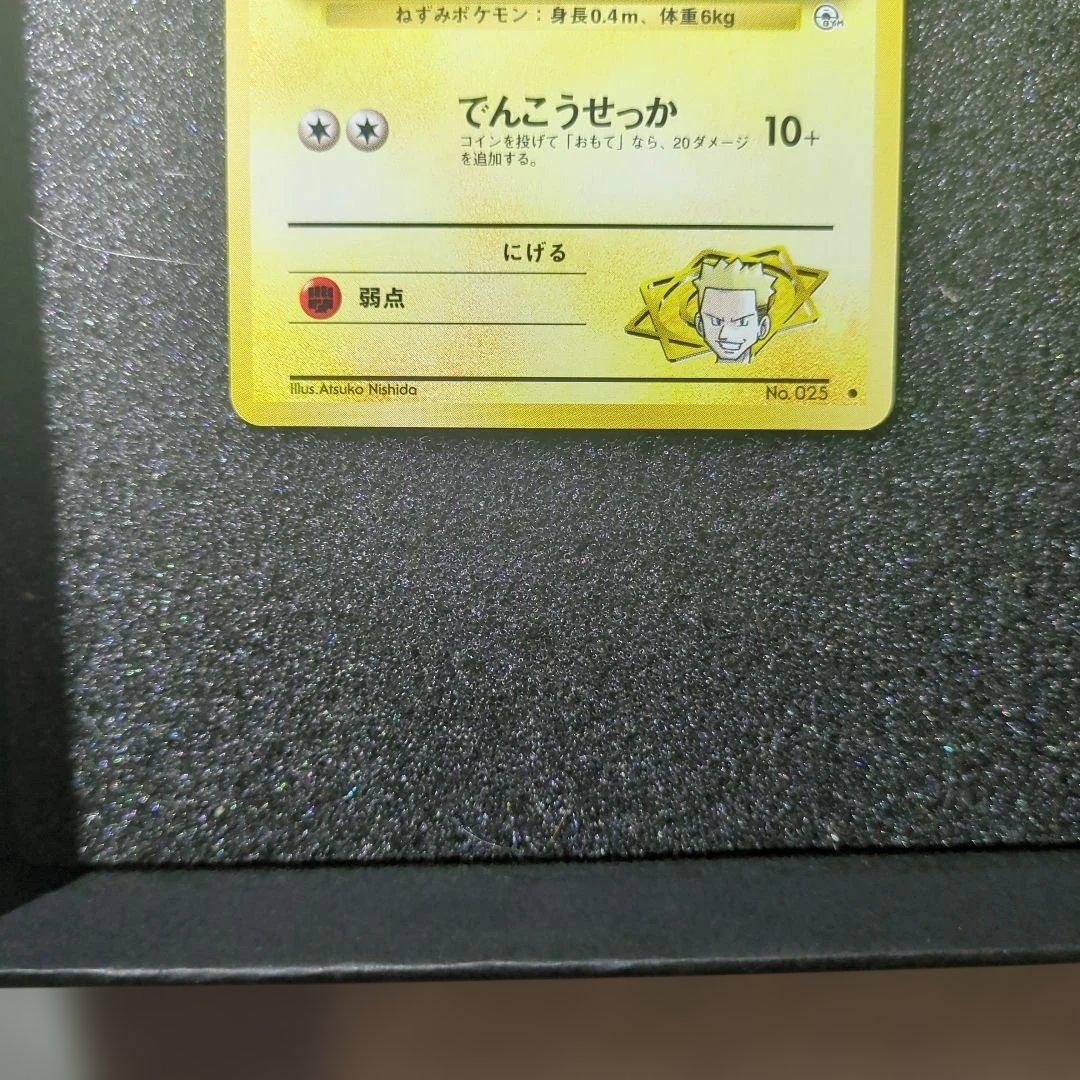 ねずみポケモン：身長0.4m、体重6kg
GYM
でんこうせっか
コインを投げて「おもて」なら、20ダメージ
を追加する。
10+
にげる
弱点
Illus.Atsuko Nishida
No. 025